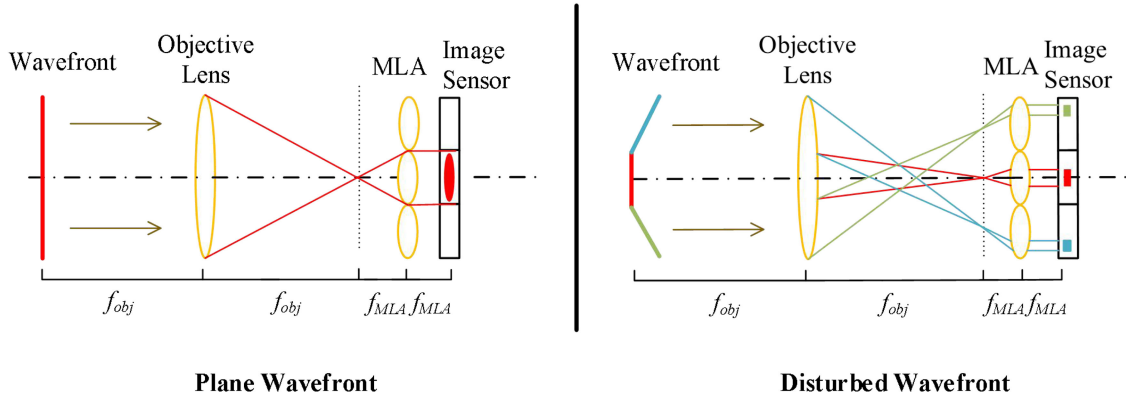 Wavefront
Objective
Lens
MLA
Image
Sensor
f_obj
f_obj
f_MLA
f_MLA
Plane Wavefront
Wavefront
Objective
Lens
MLA
Image
Sensor
f_obj
f_obj
f_MLA
f_MLA
Disturbed Wavefront